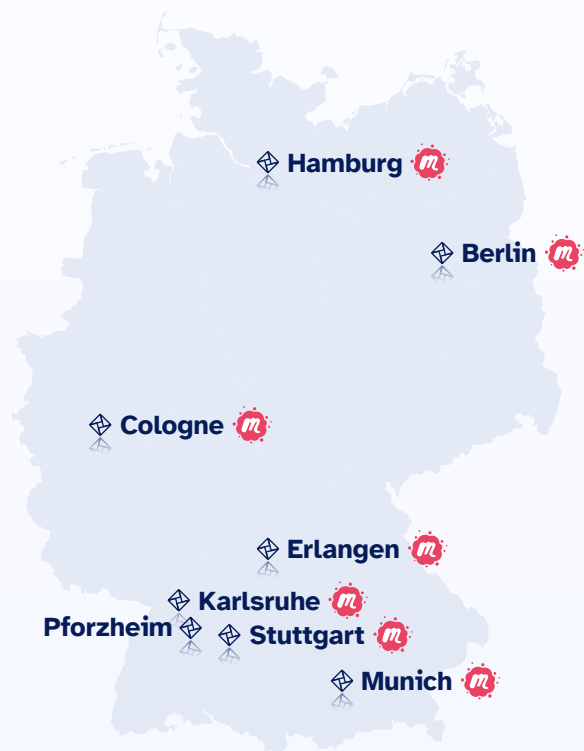 Hamburg
Berlin
Cologne
Erlangen
Karlsruhe
Pforzheim
Stuttgart
Munich